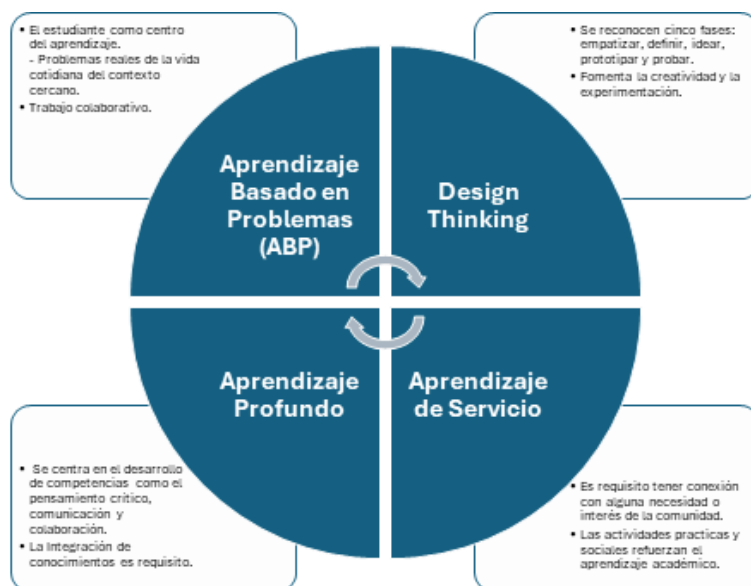 • El estudiante como centro
del aprendizaje.
- Problemas reales de la vida
cotidiana del contexto
cercano.
• Trabajo colaborativo.
• Se reconocen cinco fases:
empatizar, definir, idear,
prototipar y probar.
• Fomenta la creatividad y la
experimentación.
Aprendizaje
Basado en
Problemas
(ABP)
Design
Thinking
Aprendizaje
Profundo
Aprendizaje
de Servicio
• Se centra en el desarrollo
de competencias como el
pensamiento crítico,
comunicación y
colaboración.
• La Integración de
conocimientos es requisito.
• Es requisito tener conexión
con alguna necesidad o
interés de la comunidad.
• Las actividades practicas y
sociales refuerzan el
aprendizaje académico.